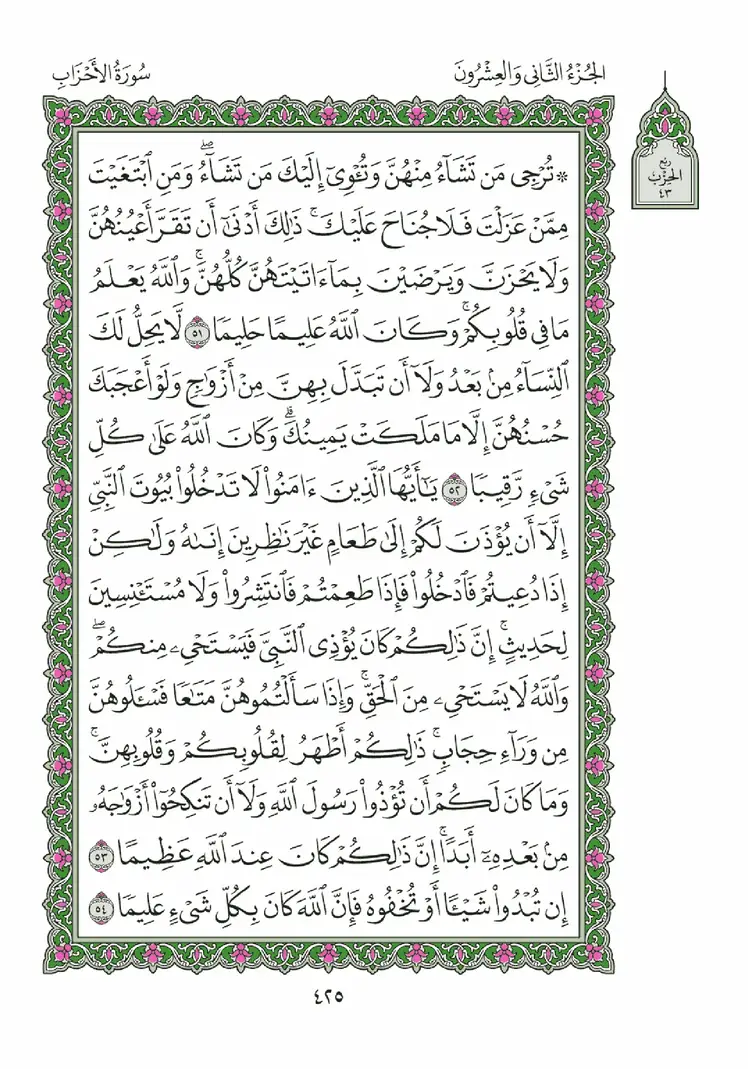 الجُزْءُ الثَّانِي وَالعِشْرُونَ
سُورَةُ الأَحْزَابِ
ربع
الحِزْب
٤٣
* تُرْجِي مَن تَشَآءُ مِنْهُنَّ وَتُـْٔوِيٓ إِلَيْكَ مَن تَشَآءُۖ وَمَنِ ٱبْتَغَيْتَ
مِمَّنْ عَزَلْتَ فَلَا جُنَاحَ عَلَيْكَۚ ذَٰلِكَ أَدْنَىٰٓ أَن تَقَرَّ أَعْيُنُهُنَّ
وَلَا يَحْزَنَّ وَيَرْضَيْنَ بِمَآ ءَاتَيْتَهُنَّ كُلُّهُنَّۚ وَٱللَّهُ يَعْلَمُ
مَا فِي قُلُوبِكُمْۚ وَكَانَ ٱللَّهُ عَلِيمًا حَلِيمًا ٥١ لَّا يَحِلُّ لَكَ
ٱلنِّسَآءُ مِنۢ بَعْدُ وَلَآ أَن تَبَدَّلَ بِهِنَّ مِنْ أَزْوَٰجٍ وَلَوْ أَعْجَبَكَ
حُسْنُهُنَّ إِلَّا مَا مَلَكَتْ يَمِينُكَۗ وَكَانَ ٱللَّهُ عَلَىٰ كُلِّ
شَيْءٍ رَّقِيبًا ٥٢ يَٰٓأَيُّهَا ٱلَّذِينَ ءَامَنُوا۟ لَا تَدْخُلُوا۟ بُيُوتَ ٱلنَّبِيِّ
إِلَّآ أَن يُؤْذَنَ لَكُمْ إِلَىٰ طَعَامٍ غَيْرَ نَٰظِرِينَ إِنَىٰهُ وَلَٰكِنْ
إِذَا دُعِيتُمْ فَٱدْخُلُوا۟ فَإِذَا طَعِمْتُمْ فَٱنتَشِرُوا۟ وَلَا مُسْتَـْٔنِسِينَ
لِحَدِيثٍۚ إِنَّ ذَٰلِكُمْ كَانَ يُؤْذِي ٱلنَّبِيَّ فَيَسْتَحْيِۦ مِنكُمْۖ
وَٱللَّهُ لَا يَسْتَحْيِۦ مِنَ ٱلْحَقِّۚ وَإِذَا سَأَلْتُمُوهُنَّ مَتَٰعًا فَسْـَٔلُوهُنَّ
مِن وَرَآءِ حِجَابٍۚ ذَٰلِكُمْ أَطْهَرُ لِقُلُوبِكُمْ وَقُلُوبِهِنَّۚ
وَمَا كَانَ لَكُمْ أَن تُؤْذُوا۟ رَسُولَ ٱللَّهِ وَلَآ أَن تَنكِحُوٓا۟ أَزْوَٰجَهُۥ
مِنۢ بَعْدِهِۦٓ أَبَدًاۚ إِنَّ ذَٰلِكُمْ كَانَ عِندَ ٱللَّهِ عَظِيمًا ٥٣
إِن تُبْدُوا۟ شَيْـًٔا أَوْ تُخْفُوهُ فَإِنَّ ٱللَّهَ كَانَ بِكُلِّ شَيْءٍ عَلِيمًا ٥٤
٤٢٥